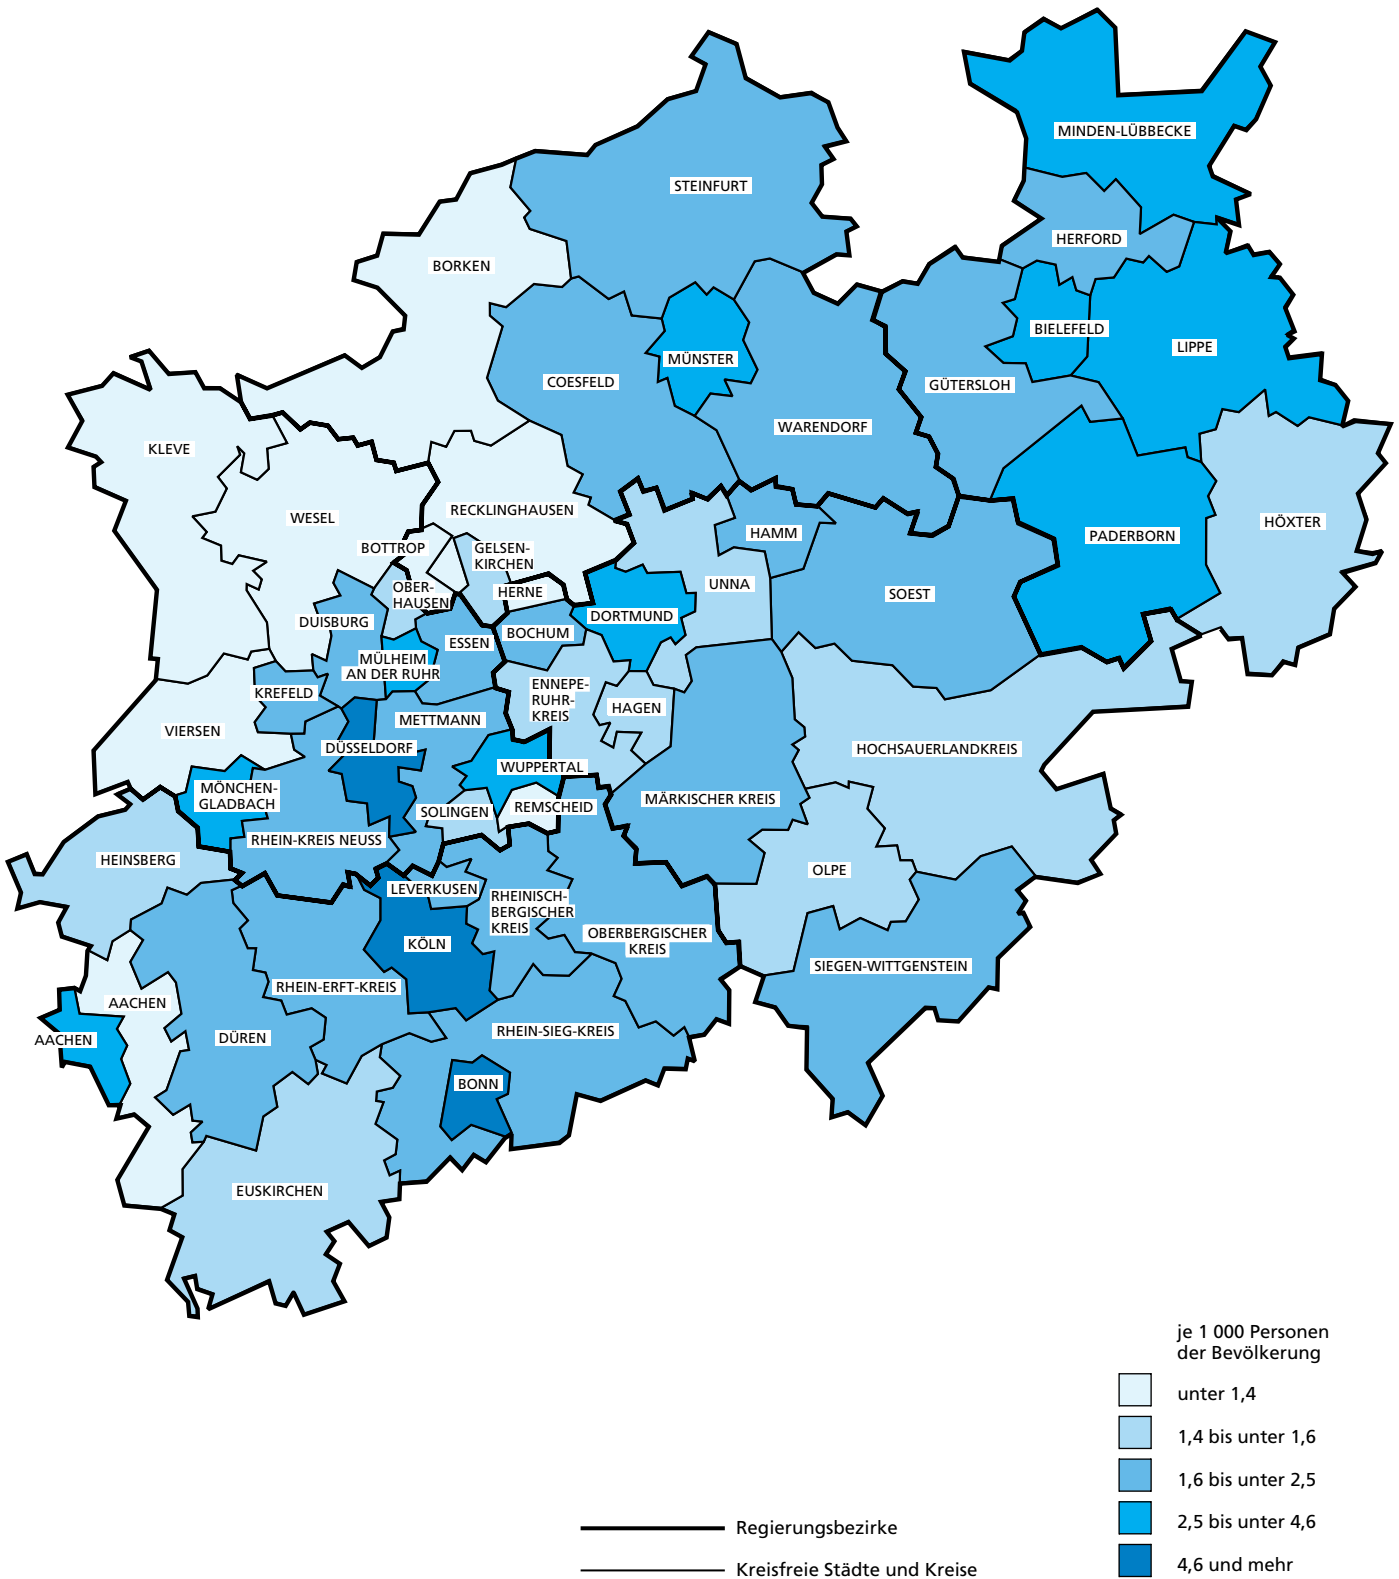 MINDEN-LÜBBECKE
STEINFURT
HERFORD
BORKEN
BIELEFELD
LIPPE
MÜNSTER
COESFELD
GÜTERSLOH
WARENDORF
KLEVE
RECKLINGHAUSEN
WESEL
HÖXTER
HAMM
PADERBORN
BOTTROP
GELSEN-
KIRCHEN
UNNA
OBER-
HAUSEN
HERNE
SOEST
DORTMUND
DUISBURG
BOCHUM
ESSEN
MÜLHEIM
AN DER RUHR
KREFELD
ENNEPE-
RUHR-
KREIS
HAGEN
METTMANN
VIERSEN
DÜSSELDORF
HOCHSAUERLANDKREIS
WUPPERTAL
MÖNCHEN-
GLADBACH
MÄRKISCHER KREIS
REMSCHEID
SOLINGEN
RHEIN-KREIS NEUSS
HEINSBERG
OLPE
LEVERKUSEN
RHEINISCH-
BERGISCHER
KREIS
OBERBERGISCHER
KREIS
KÖLN
SIEGEN-WITTGENSTEIN
RHEIN-ERFT-KREIS
AACHEN
RHEIN-SIEG-KREIS
DÜREN
AACHEN
BONN
EUSKIRCHEN
je 1 000 Personen
der Bevölkerung
unter 1,4
1,4 bis unter 1,6
1,6 bis unter 2,5
2,5 bis unter 4,6
4,6 und mehr
Regierungsbezirke
Kreisfreie Städte und Kreise